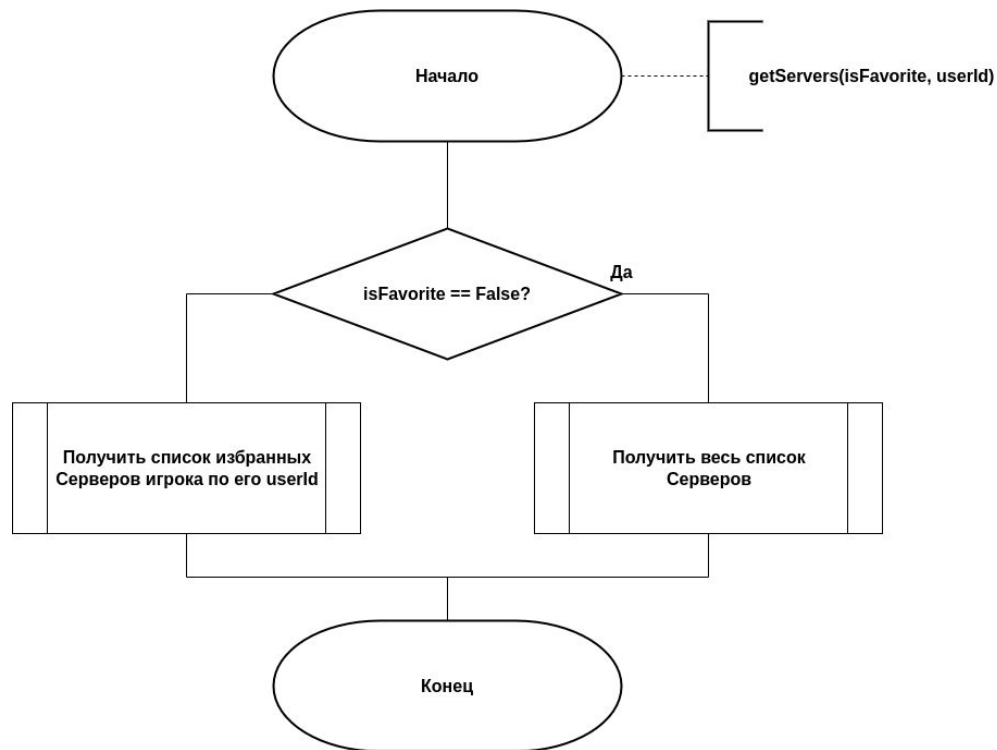 Начало
getServers(isFavorite, userId)
isFavorite == False?
Да
Получить список избранных
Серверов игрока по его userId
Получить весь список
Серверов
Конец